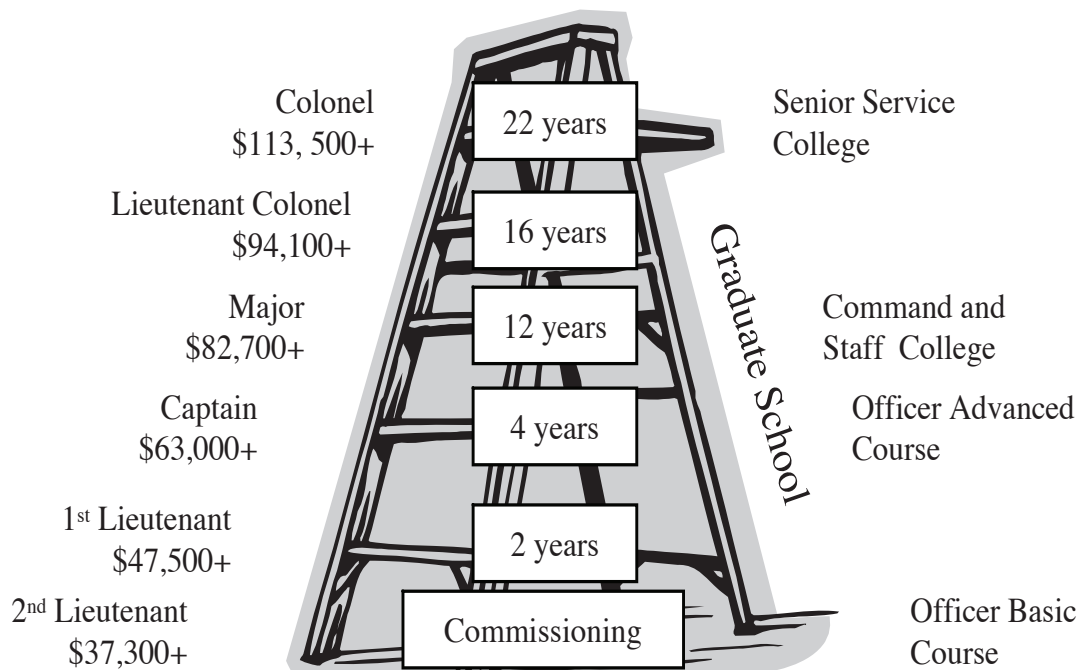 Colonel
$113, 500+
22 years
Senior Service
College
Lieutenant Colonel
$94,100+
16 years
Graduate School
Major
$82,700+
12 years
Command and
Staff College
Captain
$63,000+
4 years
Officer Advanced
Course
1st Lieutenant
$47,500+
2 years
2nd Lieutenant
$37,300+
Commissioning
Officer Basic
Course